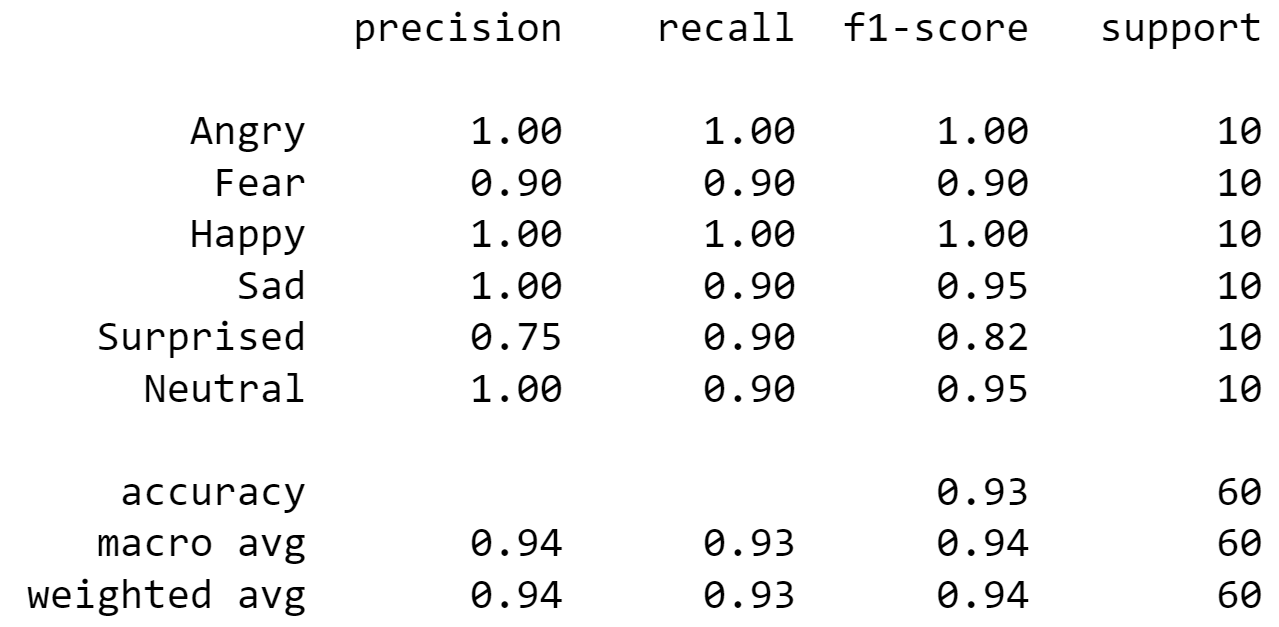 precision recall f1-score support
Angry 1.00 1.00 1.00 10
Fear 0.90 0.90 0.90 10
Happy 1.00 1.00 1.00 10
Sad 1.00 0.90 0.95 10
Surprised 0.75 0.90 0.82 10
Neutral 1.00 0.90 0.95 10
accuracy 0.93 60
macro avg 0.94 0.93 0.94 60
weighted avg 0.94 0.93 0.94 60